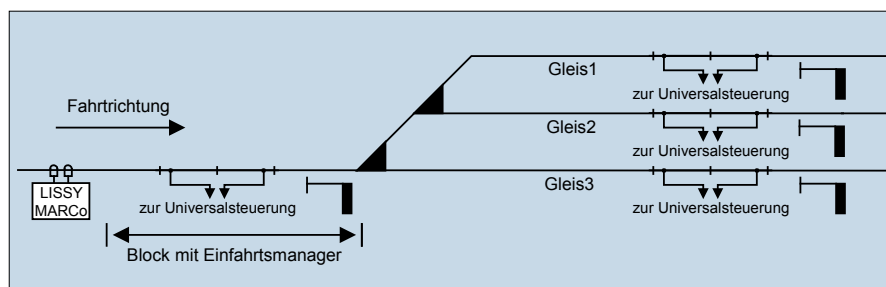 Gleis1
zur Universalsteuerung
Fahrtrichtung
Gleis2
zur Universalsteuerung
LISSY
MARCo
zur Universalsteuerung
Gleis3
zur Universalsteuerung
Block mit Einfahrtsmanager